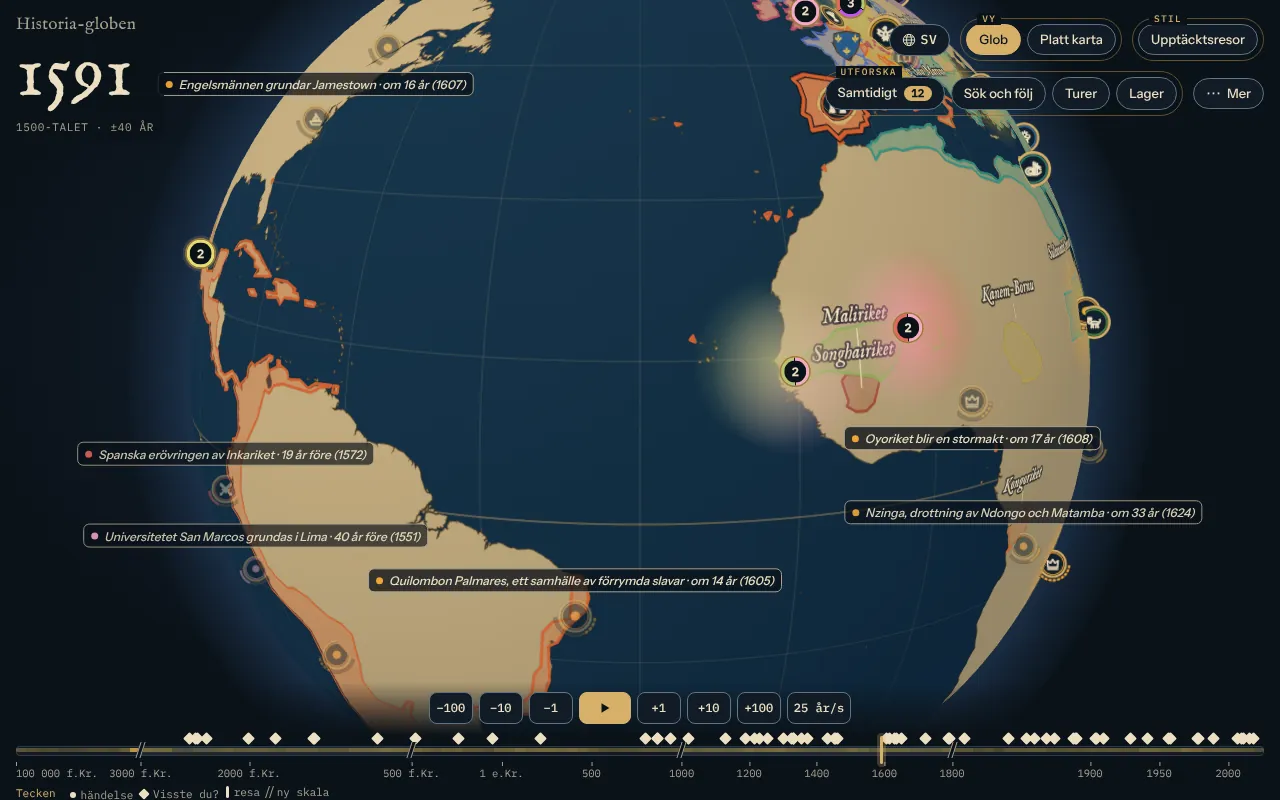 Historia-globen
1591
1500-TALET · ±40 ÅR
VY
Glob
Platt karta
STIL
Upptäcktsresor
SV
UTFORSKA
Samtidigt 12
Sök och följ
Turer
Lager
··· Mer
Engelsmännen grundar Jamestown · om 16 år (1607)
2
3
2
Kanem-Bornu
Maliriket
2
Songhairiket
2
Oyoriket blir en stormakt · om 17 år (1608)
Spanska erövringen av Inkariket · 19 år före (1572)
Kongoriket
Nzinga, drottning av Ndongo och Matamba · om 33 år (1624)
Universitetet San Marcos grundas i Lima · 40 år före (1551)
Quilombon Palmares, ett samhälle av förrymda slavar · om 14 år (1605)
−100
−10
−1
+1
+10
+100
25 år/s
100 000 f.Kr.
3000 f.Kr.
2000 f.Kr.
500 f.Kr.
1 e.Kr.
500
1000
1200
1400
1600
1800
1900
1950
2000
Tecken
händelse
Visste du?
resa
// ny skala